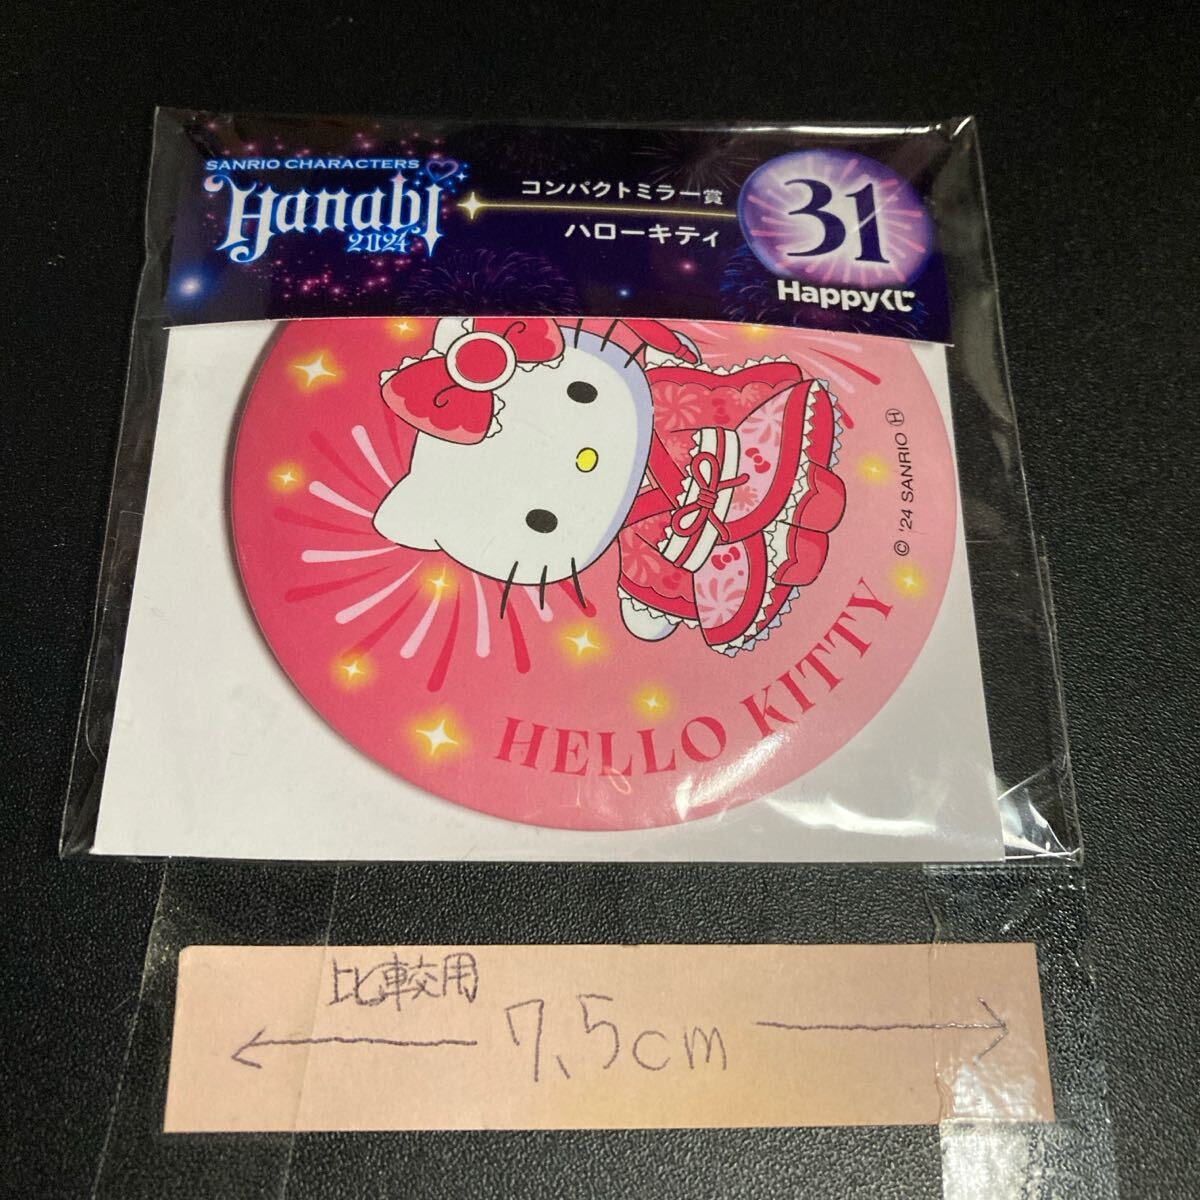 SANRIO CHARACTERS
Hanabi
2024
コンパクトミラー賞
ハローキティ
31
Happyくじ
© '24 SANRIO Ⓗ
HELLO KITTY
比較用
7.5cm